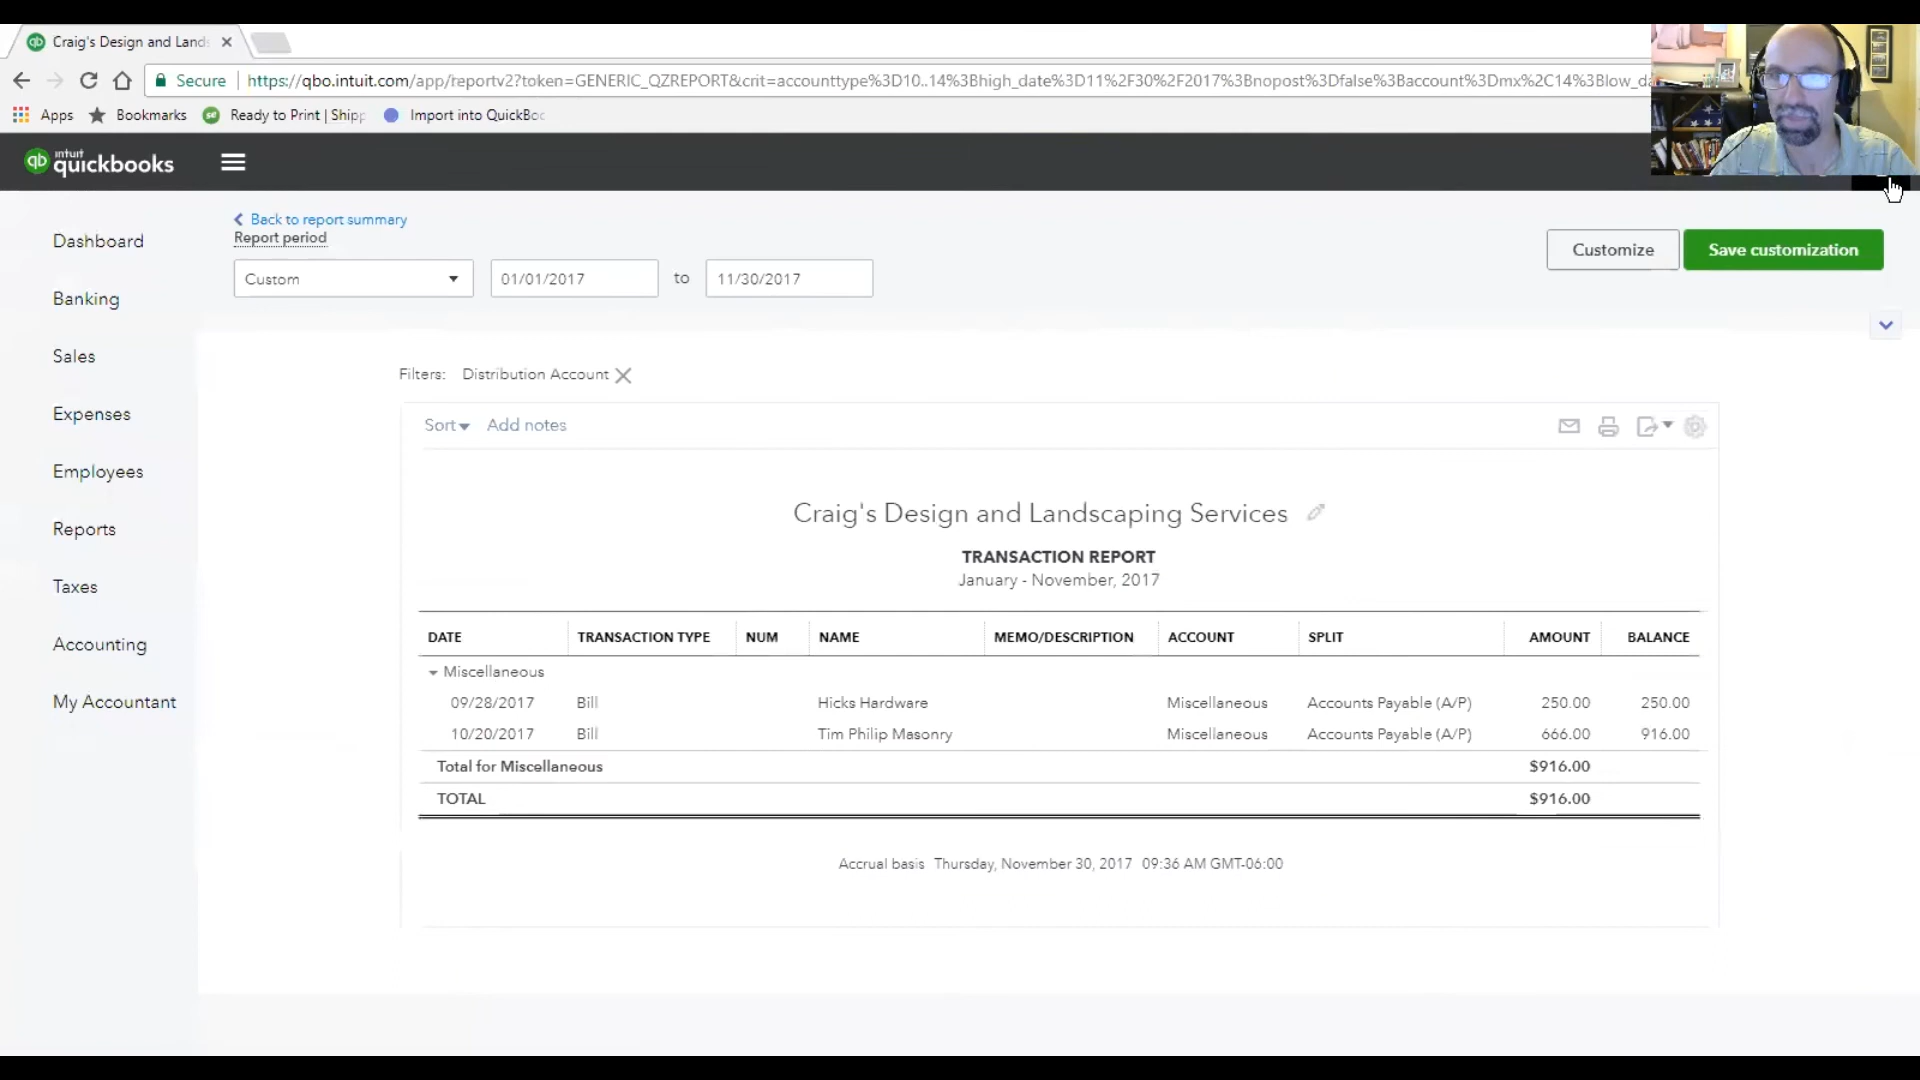 Craig's Design and Lands
Secure https://qbo.intuit.com/app/reportv2?token=GENERIC_QZREPORT&crit=accounttype%3D10..14%3Bhigh_date%3D11%2F30%2F2017%3Bnopost%3Dfalse%3Baccount%3Dmx%2C14%3Blow_da
Apps Bookmarks Ready to Print | Shipp Import into QuickBoo
qb intuit quickbooks
Back to report summary
Report period
Custom 01/01/2017 to 11/30/2017
Customize Save customization
Dashboard
Banking
Sales
Expenses
Employees
Reports
Taxes
Accounting
My Accountant
Filters: Distribution Account
Sort Add notes
Craig's Design and Landscaping Services
TRANSACTION REPORT
January - November, 2017
DATE TRANSACTION TYPE NUM NAME MEMO/DESCRIPTION ACCOUNT SPLIT AMOUNT BALANCE
Miscellaneous
09/28/2017 Bill Hicks Hardware Miscellaneous Accounts Payable (A/P) 250.00 250.00
10/20/2017 Bill Tim Philip Masonry Miscellaneous Accounts Payable (A/P) 666.00 916.00
Total for Miscellaneous $916.00
TOTAL $916.00
Accrual basis Thursday, November 30, 2017 09:36 AM GMT-06:00